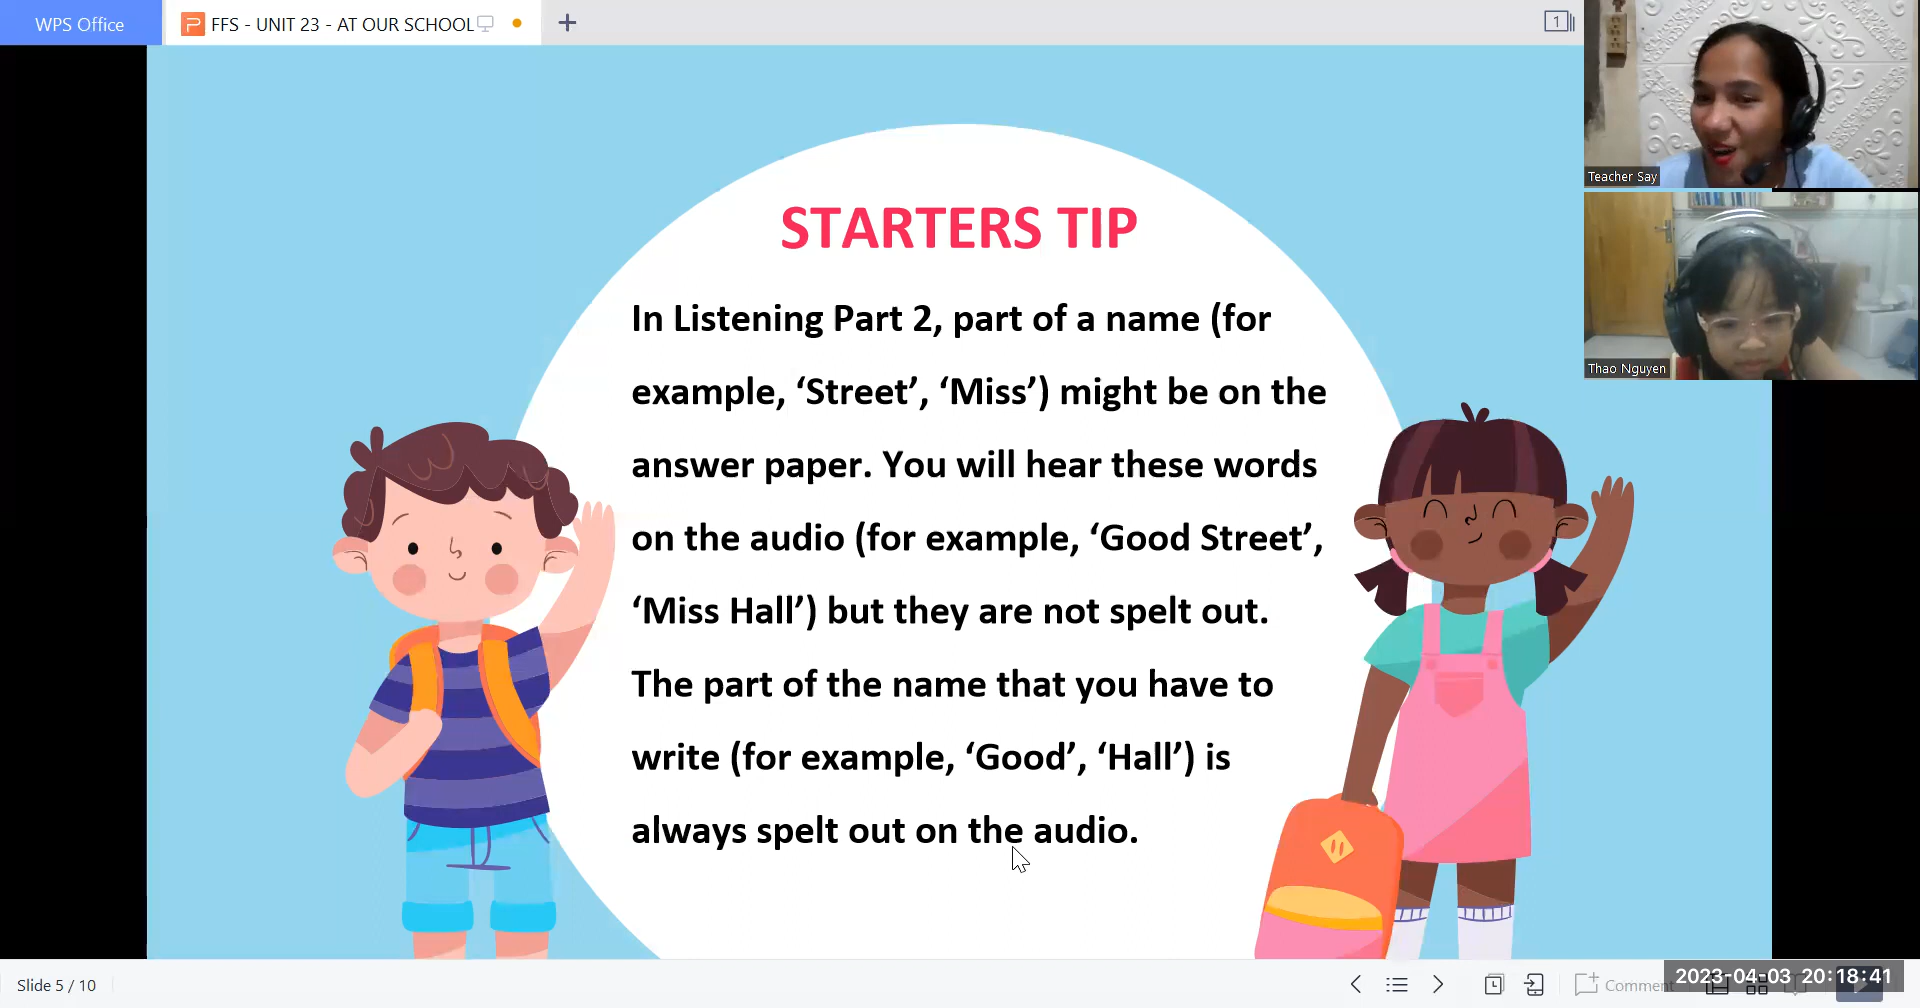 WPS Office
FFS - UNIT 23 - AT OUR SCHOOL
1
Teacher Say
Thao Nguyen
STARTERS TIP
In Listening Part 2, part of a name (for
example, ‘Street’, ‘Miss’) might be on the
answer paper. You will hear these words
on the audio (for example, ‘Good Street’,
‘Miss Hall’) but they are not spelt out.
The part of the name that you have to
write (for example, ‘Good’, ‘Hall’) is
always spelt out on the audio.
Slide 5 / 10
Comment
2023-04-03 20:18:41